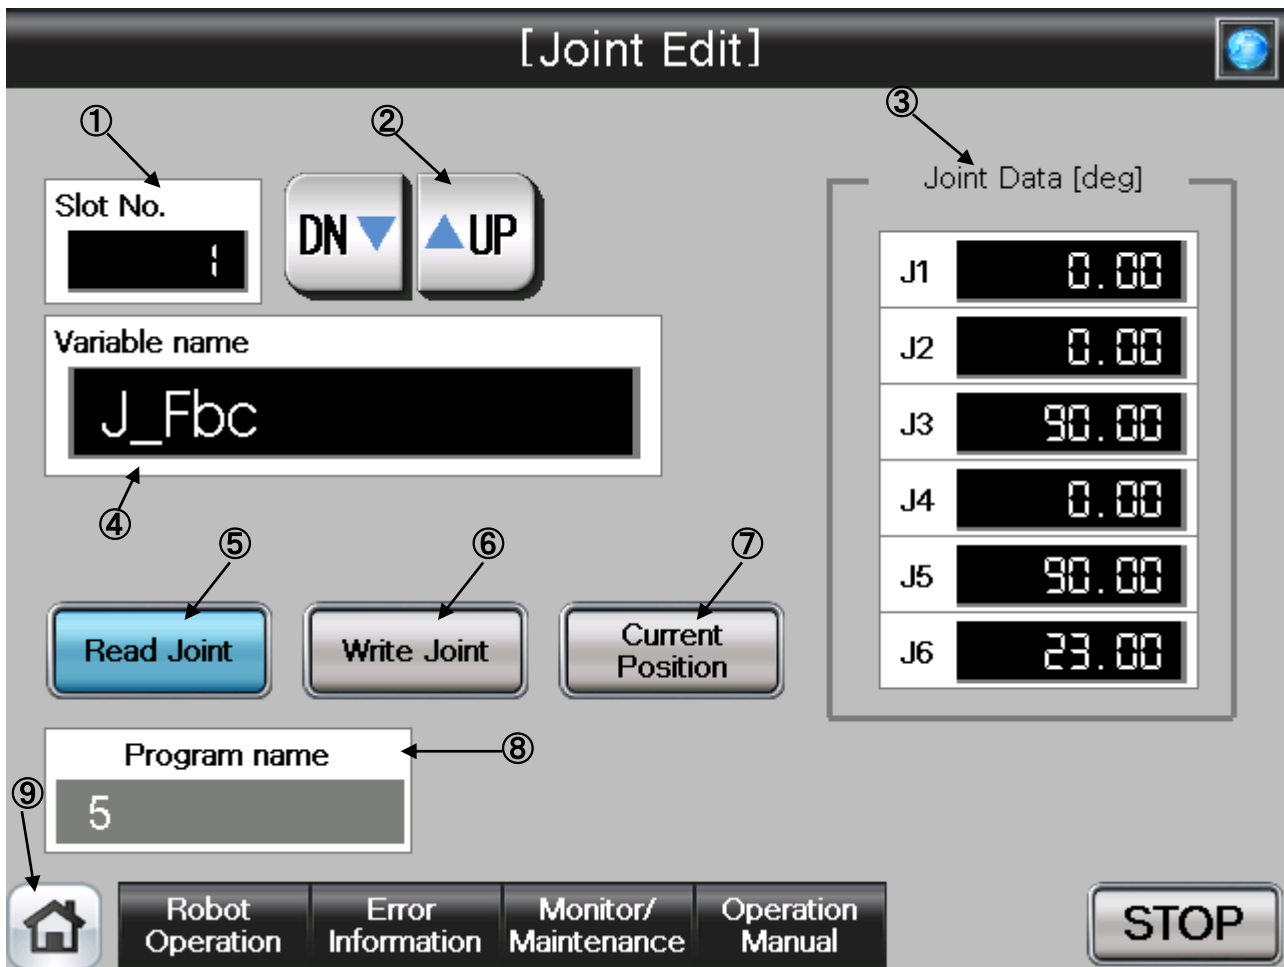 [Joint Edit]
① ② ③
Slot No.
1
DN ▼ ▲ UP
Joint Data [deg]
J1 0.00
J2 0.00
J3 90.00
J4 0.00
J5 90.00
J6 23.00
Variable name
J_Fbc
④
⑤ ⑥ ⑦
Read Joint
Write Joint
Current
Position
Program name
⑧
5
⑨
Robot
Operation
Error
Information
Monitor/
Maintenance
Operation
Manual
STOP